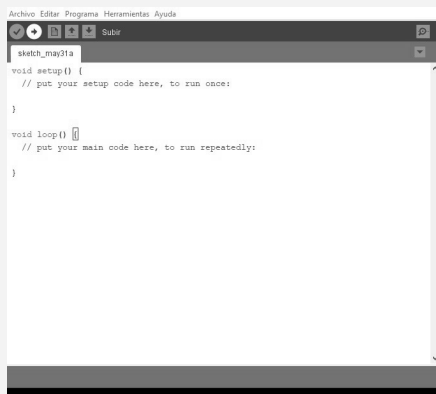 Archivo Editar Programa Herramientas Ayuda
Subir
sketch_may31a
void setup() {
// put your setup code here, to run once:
}
void loop() {
// put your main code here, to run repeatedly:
}